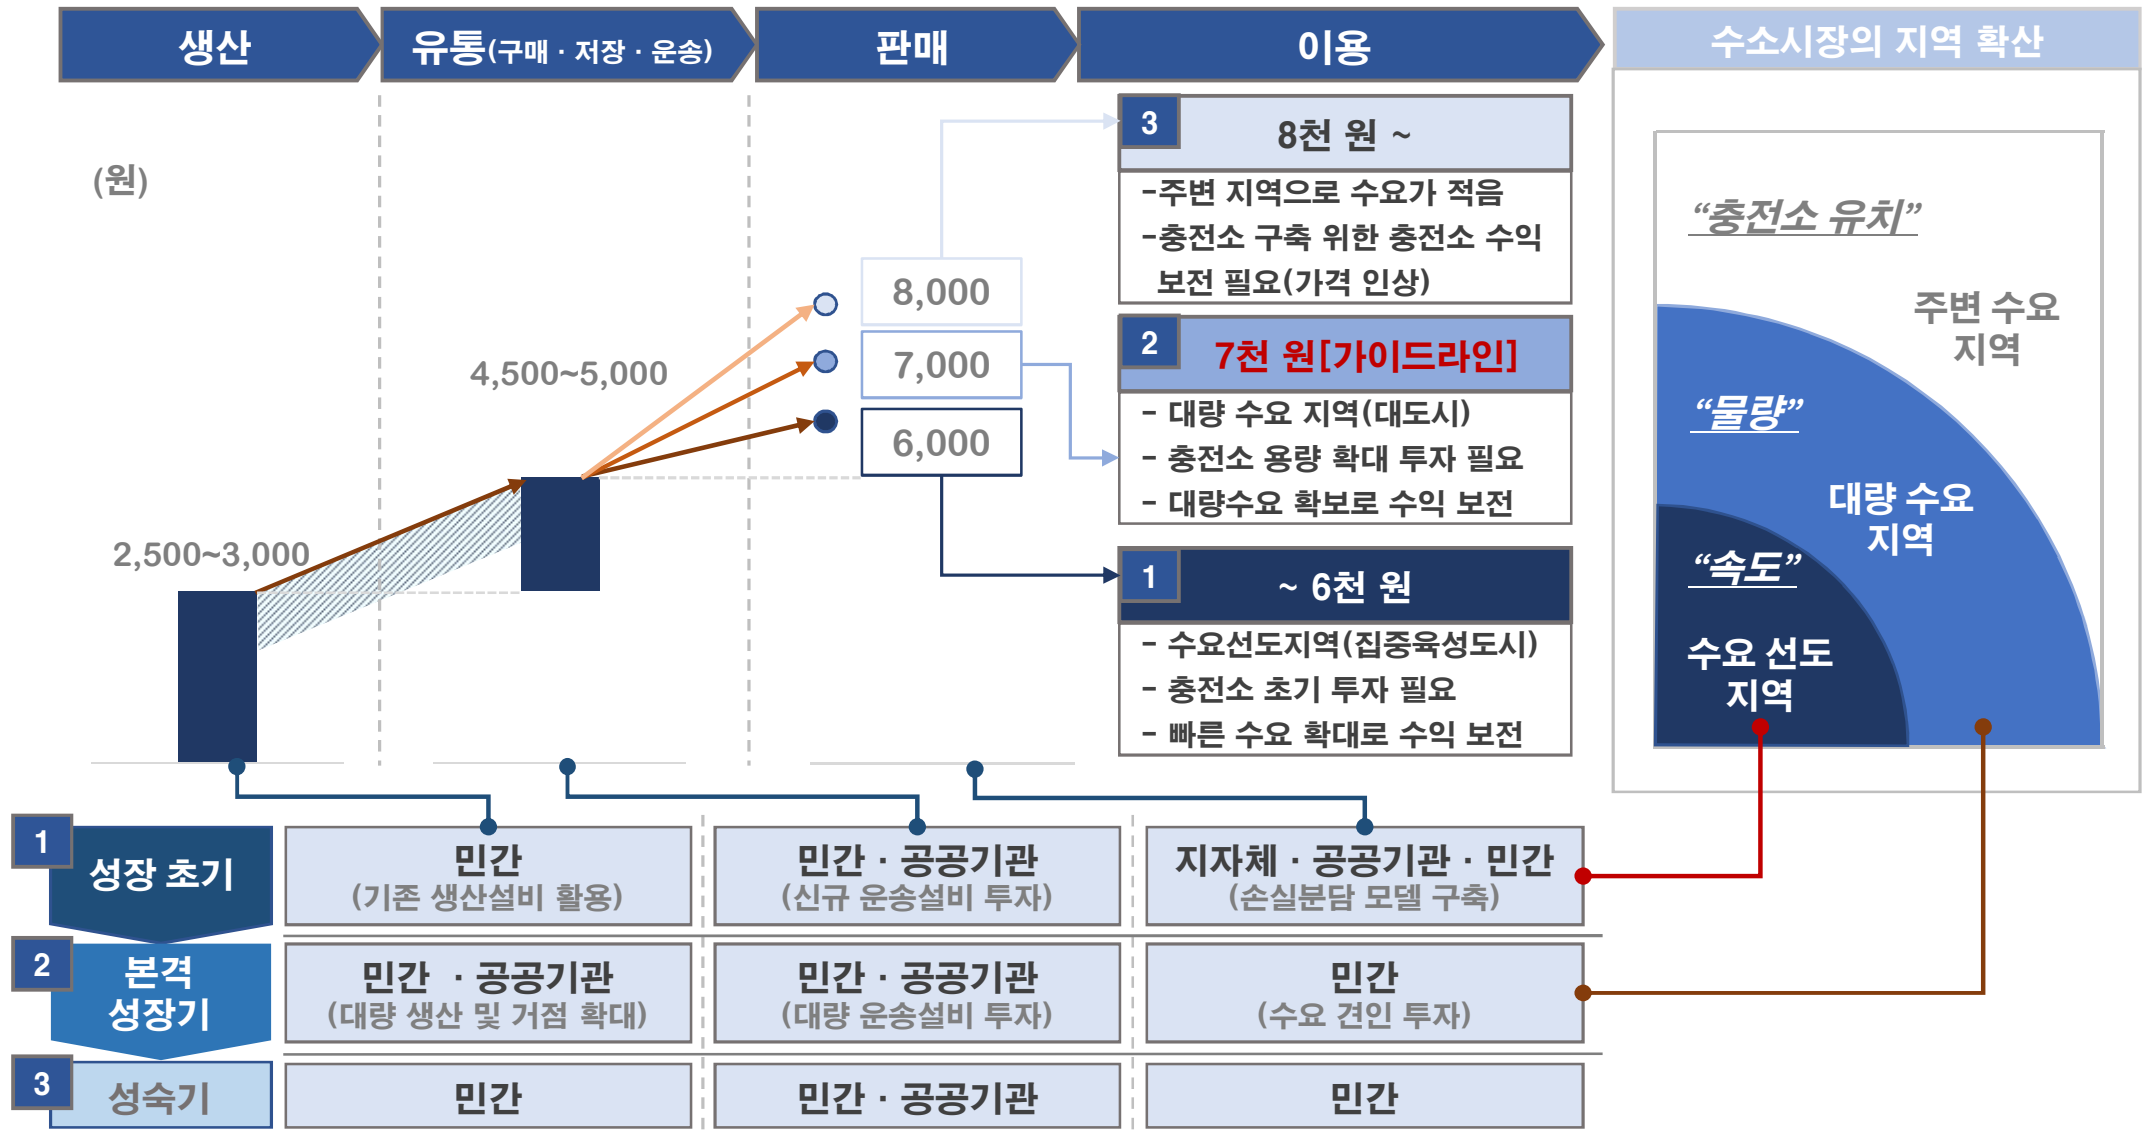 생산
유통(구매 · 저장 · 운송)
판매
이용
수소시장의 지역 확산
(원)
2,500~3,000
4,500~5,000
8,000
7,000
6,000
3
8천 원 ~
-주변 지역으로 수요가 적음
-충전소 구축 위한 충전소 수익
보전 필요(가격 인상)
2
7천 원[가이드라인]
- 대량 수요 지역(대도시)
- 충전소 용량 확대 투자 필요
- 대량수요 확보로 수익 보전
1
~ 6천 원
- 수요선도지역(집중육성도시)
- 충전소 초기 투자 필요
- 빠른 수요 확대로 수익 보전
“충전소 유치”
주변 수요
지역
“물량”
대량 수요
지역
“속도”
수요 선도
지역
1
성장 초기
민간
(기존 생산설비 활용)
민간 · 공공기관
(신규 운송설비 투자)
지자체 · 공공기관 · 민간
(손실분담 모델 구축)
2
본격
성장기
민간 · 공공기관
(대량 생산 및 거점 확대)
민간 · 공공기관
(대량 운송설비 투자)
민간
(수요 견인 투자)
3
성숙기
민간
민간 · 공공기관
민간